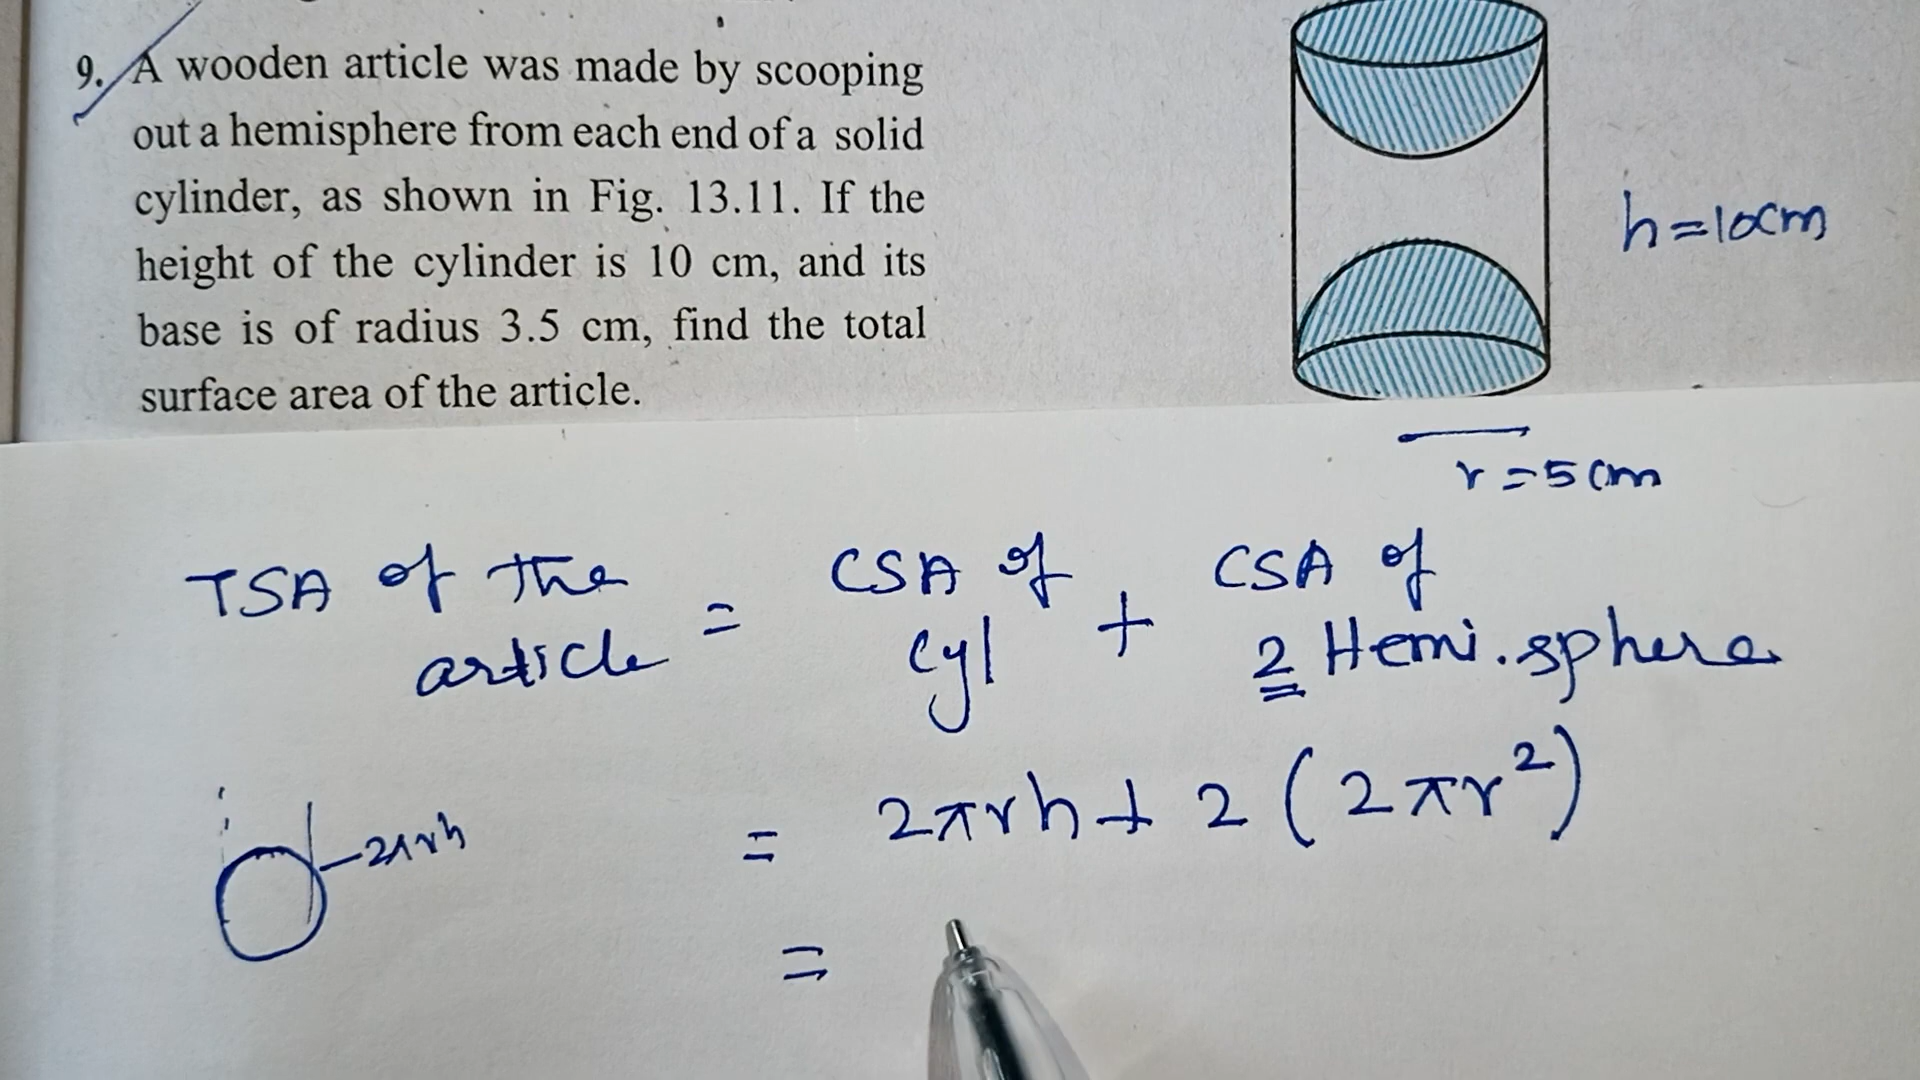 9. A wooden article was made by scooping
out a hemisphere from each end of a solid
cylinder, as shown in Fig. 13.11. If the
height of the cylinder is 10 cm, and its
base is of radius 3.5 cm, find the total
surface area of the article.
h=10cm
r=5cm
TSA of the article = CSA of cyl + CSA of 2 Hemi.sphere
2πrh
= 2πrh + 2 (2πr²)
=